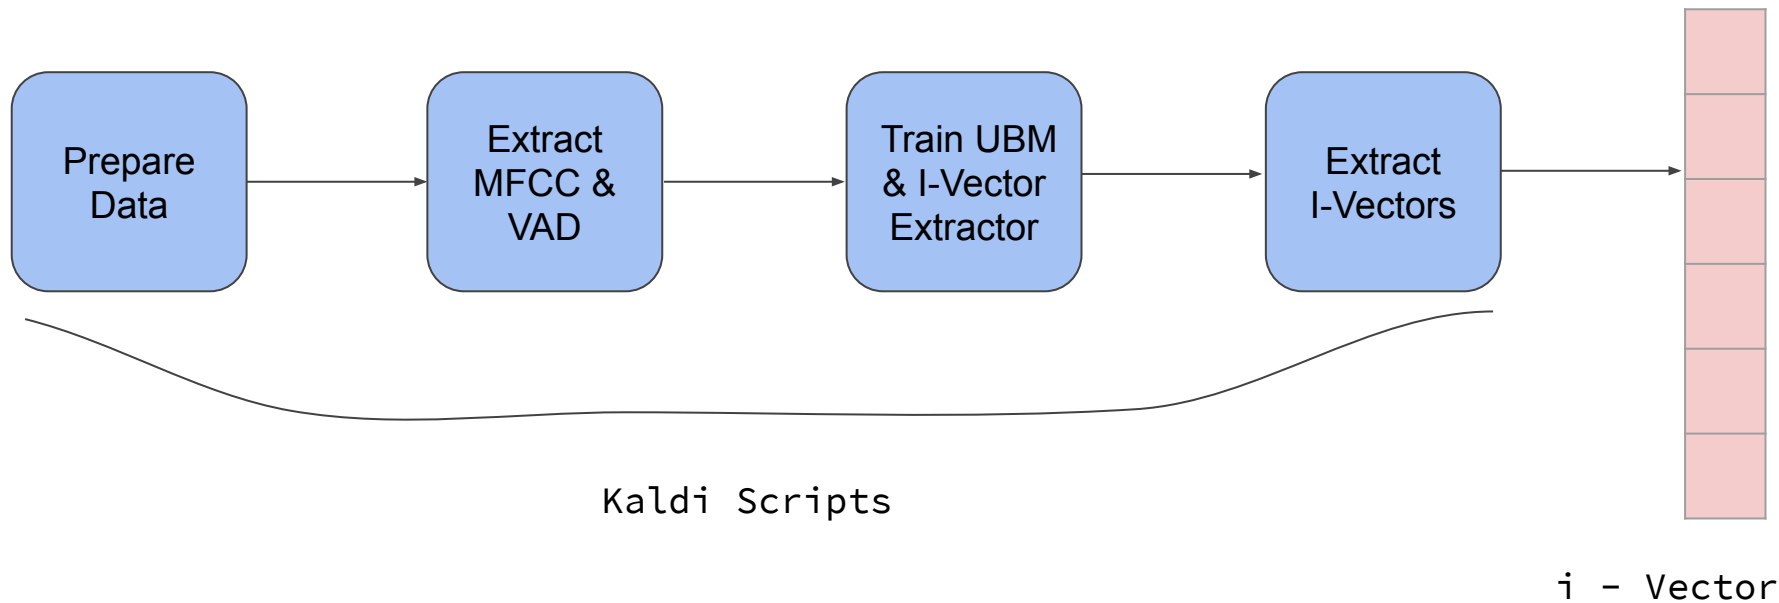 Prepare
Data
Extract
MFCC &
VAD
Train UBM
& I-Vector
Extractor
Extract
I-Vectors
Kaldi Scripts
i - Vector